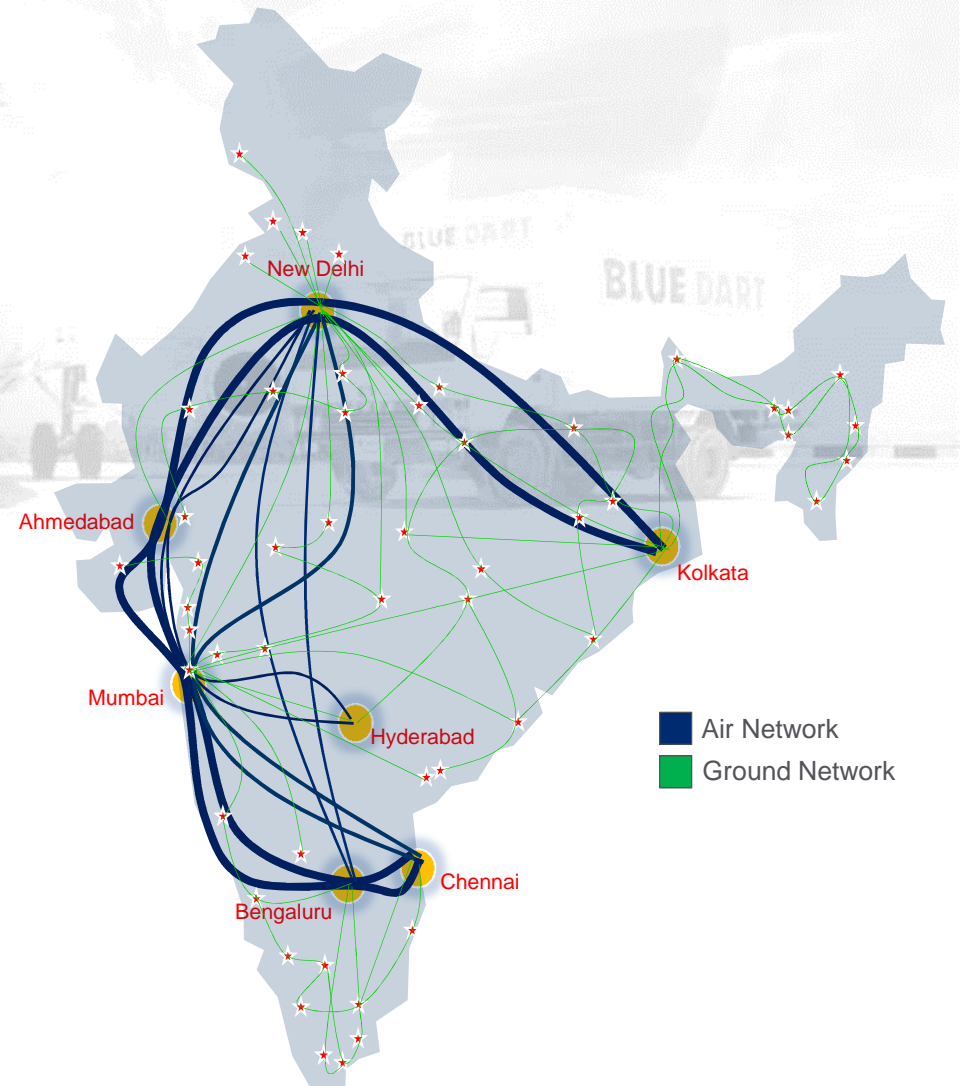 BLUE DART
New Delhi
BLUE DART
Ahmedabad
Kolkata
Mumbai
Hyderabad
Air Network
Ground Network
Chennai
Bengaluru